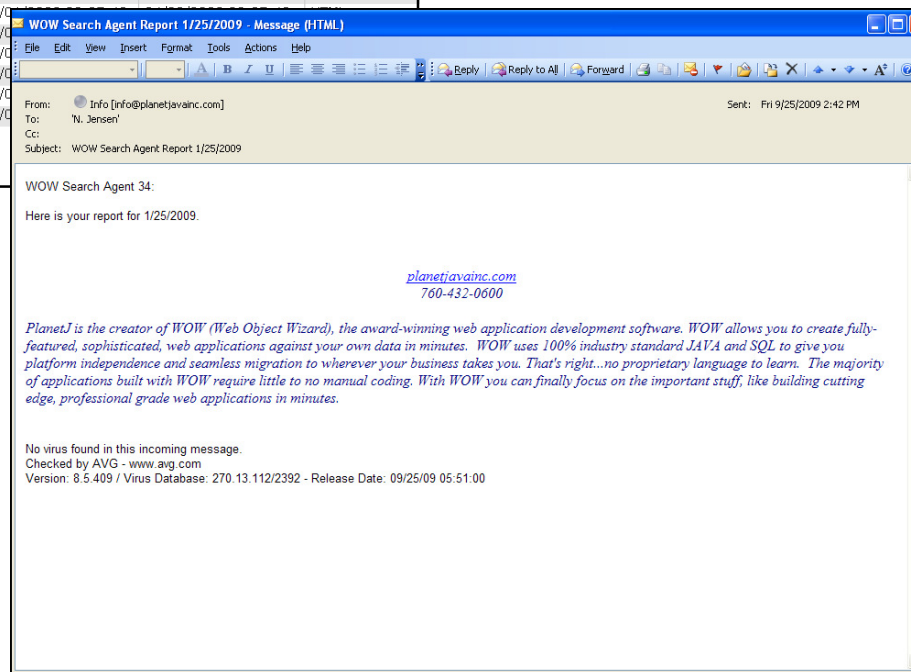 WOW Search Agent Report 1/25/2009 - Message (HTML)
File Edit View Insert Format Tools Actions Help
A B I U Reply Reply to All Forward
From: Info [info@planetjavainc.com] Sent: Fri 9/25/2009 2:42 PM
To: 'N. Jensen'
Cc:
Subject: WOW Search Agent Report 1/25/2009
WOW Search Agent 34:
Here is your report for 1/25/2009.
planetjavainc.com
760-432-0600
PlanetJ is the creator of WOW (Web Object Wizard), the award-winning web application development software. WOW allows you to create fully-
featured, sophisticated, web applications against your own data in minutes. WOW uses 100% industry standard JAVA and SQL to give you
platform independence and seamless migration to wherever your business takes you. That's right...no proprietary language to learn. The majority
of applications built with WOW require little to no manual coding. With WOW you can finally focus on the important stuff, like building cutting
edge, professional grade web applications in minutes.
No virus found in this incoming message.
Checked by AVG - www.avg.com
Version: 8.5.409 / Virus Database: 270.13.112/2392 - Release Date: 09/25/09 05:51:00